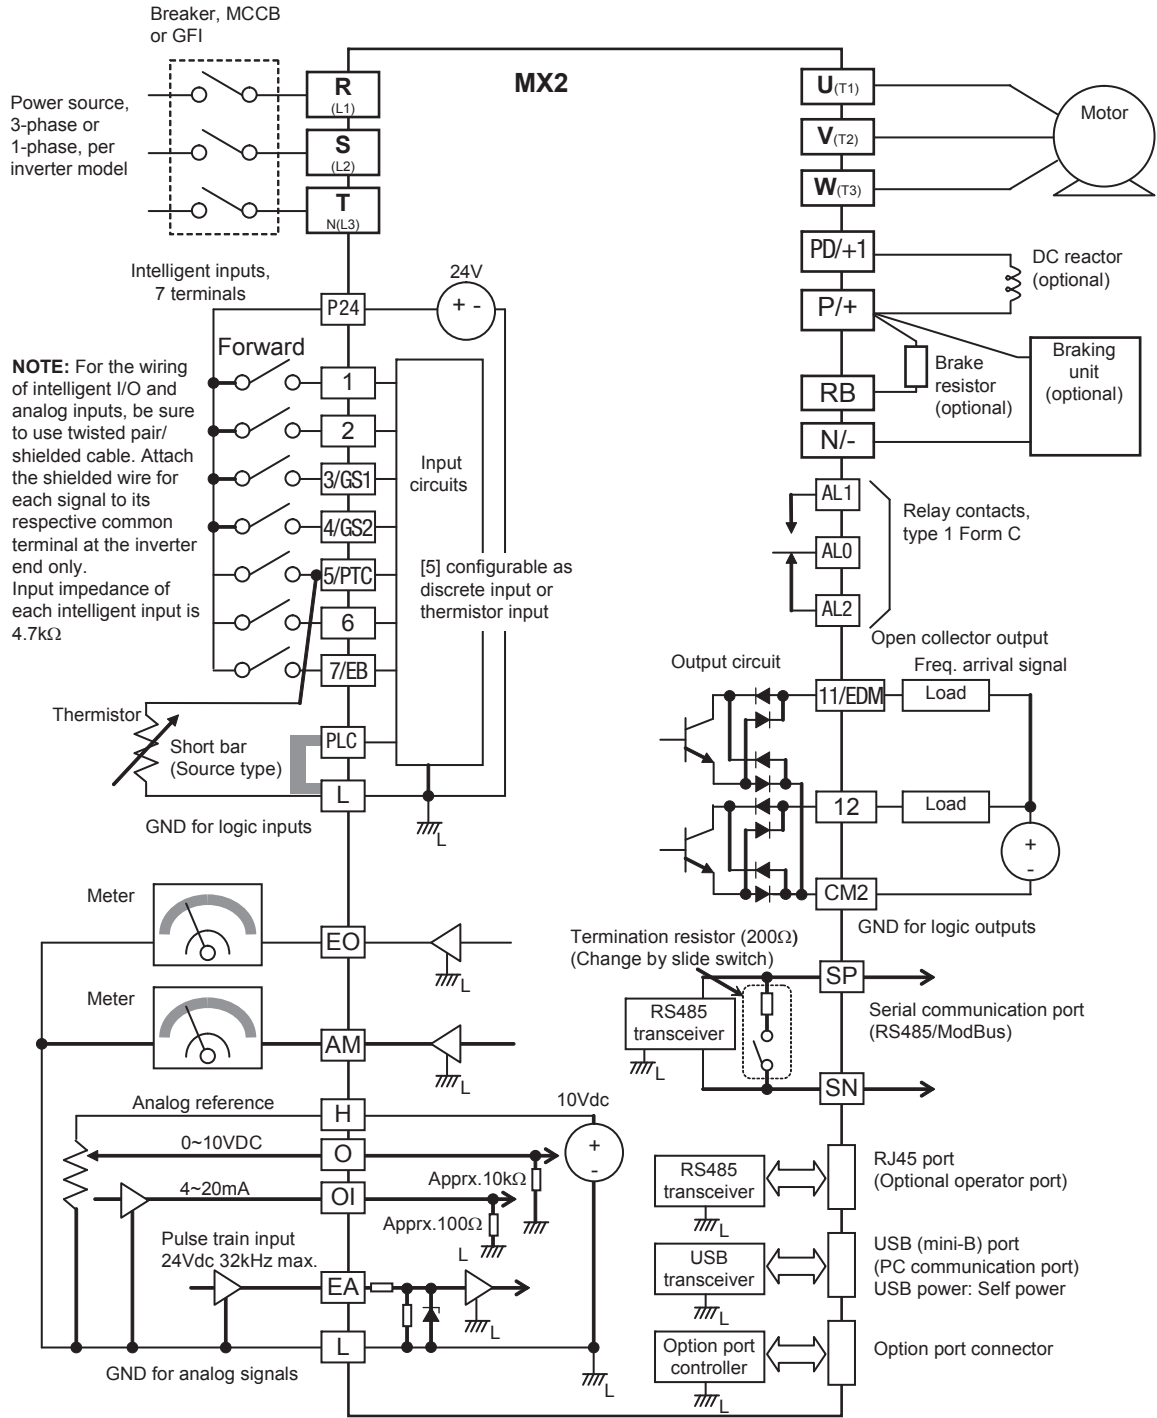 Breaker, MCCB
or GFI
MX2
Power source,
3-phase or
1-phase, per
inverter model
R
(L1)
S
(L2)
T
N(L3)
U(T1)
V(T2)
W(T3)
Motor
PD/+1
P/+
DC reactor
(optional)
Brake
resistor
(optional)
Braking
unit
(optional)
RB
N/-
Intelligent inputs,
7 terminals
P24
24V
+ -
Forward
NOTE: For the wiring
of intelligent I/O and
analog inputs, be sure
to use twisted pair/
shielded cable. Attach
the shielded wire for
each signal to its
respective common
terminal at the inverter
end only.
Input impedance of
each intelligent input is
4.7kΩ
1
2
3/GS1
4/GS2
5/PTC
6
7/EB
Input
circuits
[5] configurable as
discrete input or
thermistor input
Thermistor
Short bar
(Source type)
PLC
L
GND for logic inputs
L
AL1
AL0
AL2
Relay contacts,
type 1 Form C
Open collector output
Output circuit
Freq. arrival signal
11/EDM
Load
12
Load
+
-
CM2
GND for logic outputs
Meter
EO
L
Meter
AM
L
Termination resistor (200Ω)
(Change by slide switch)
RS485
transceiver
L
SP
SN
Serial communication port
(RS485/ModBus)
Analog reference
H
10Vdc
+
-
0~10VDC
O
Apprx.10kΩ
4~20mA
OI
Apprx.100Ω
L
Pulse train input
24Vdc 32kHz max.
EA
L
L
GND for analog signals
L
RS485
transceiver
L
RJ45 port
(Optional operator port)
USB
transceiver
L
USB (mini-B) port
(PC communication port)
USB power: Self power
Option port
controller
L
Option port connector